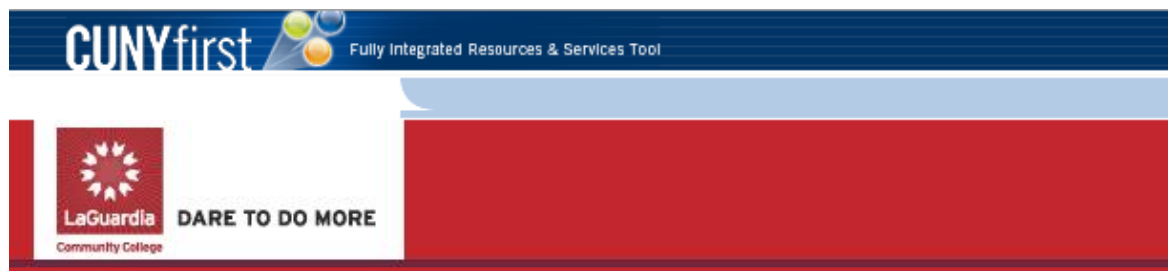 CUNYfirst
Fully Integrated Resources & Services Tool
LaGuardia
Community College
DARE TO DO MORE